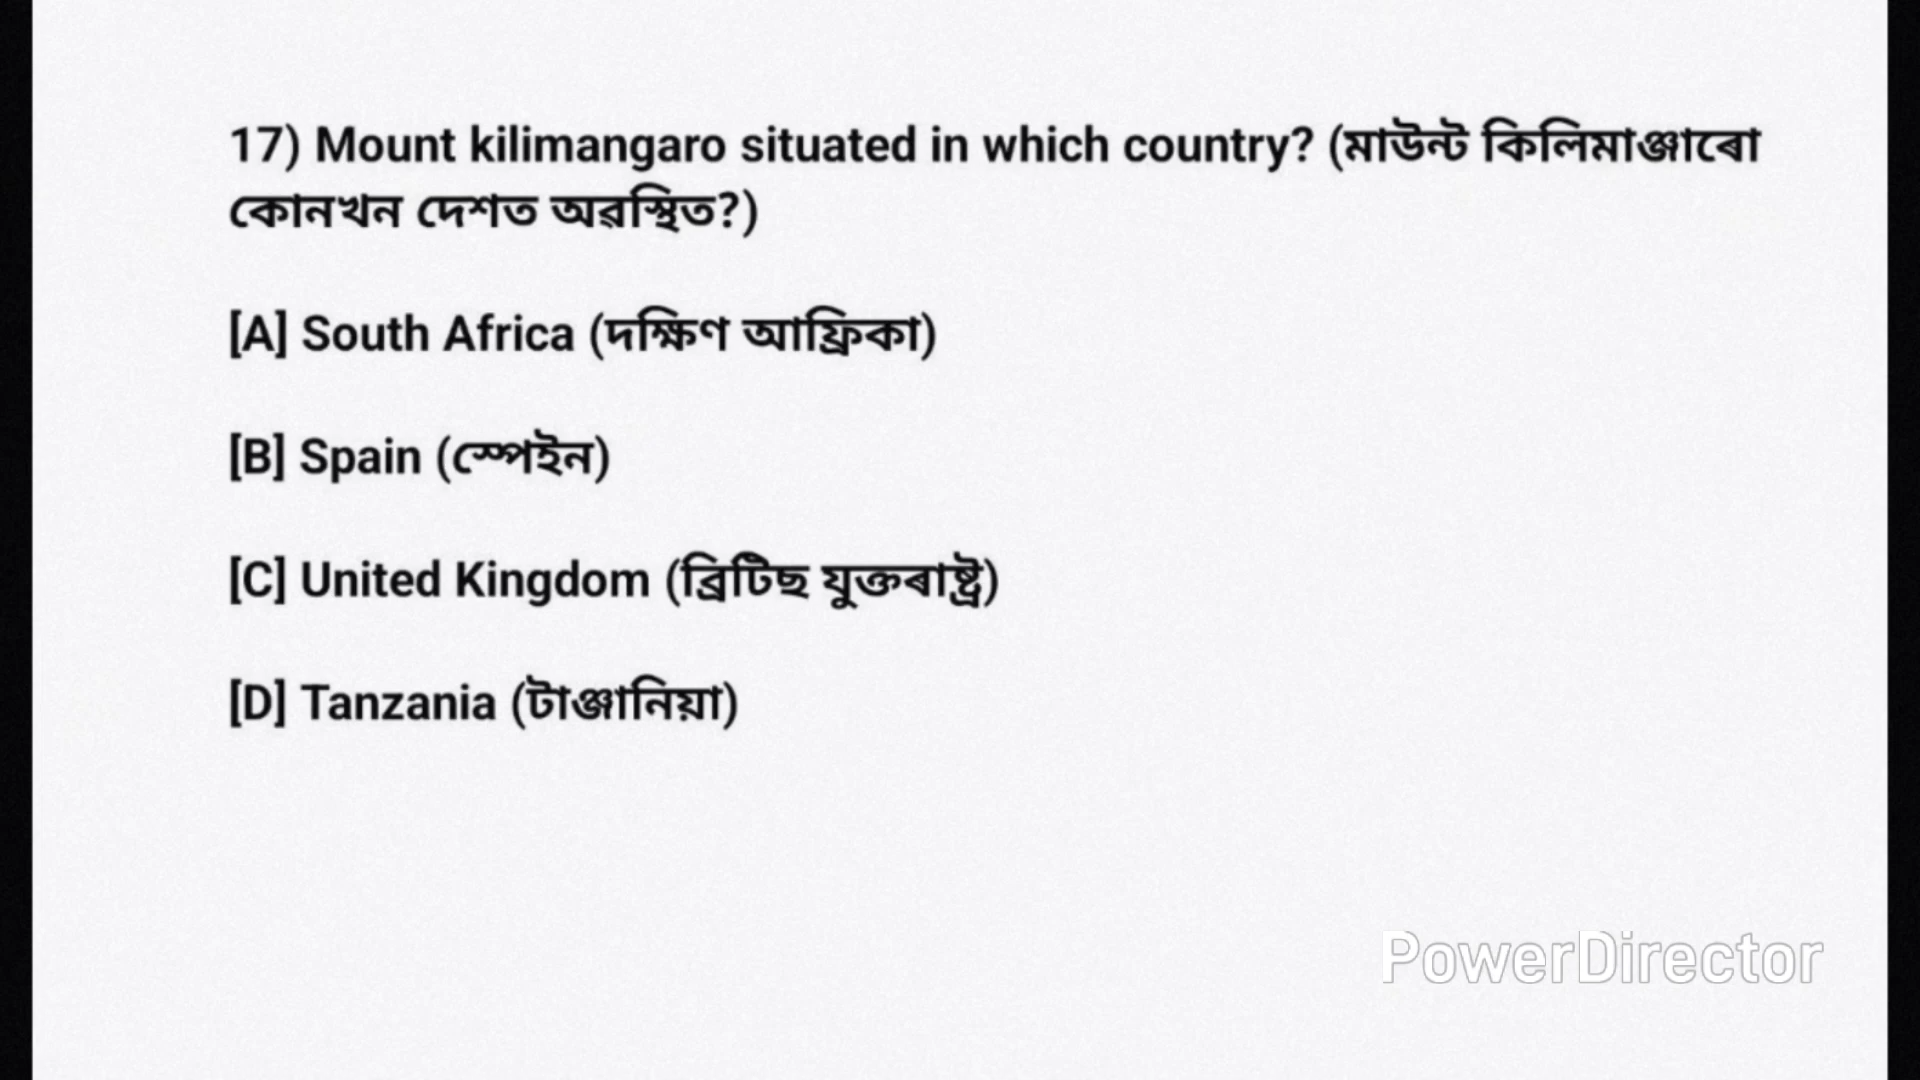 17) Mount kilimangaro situated in which country? (মাউন্ট কিলিমাঞ্জাৰো
কোনখন দেশত অৱস্থিত?)
[A] South Africa (দক্ষিণ আফ্ৰিকা)
[B] Spain (স্পেইন)
[C] United Kingdom (ব্ৰিটিছ যুক্তৰাষ্ট্ৰ)
[D] Tanzania (টাঞ্জানিয়া)
PowerDirector